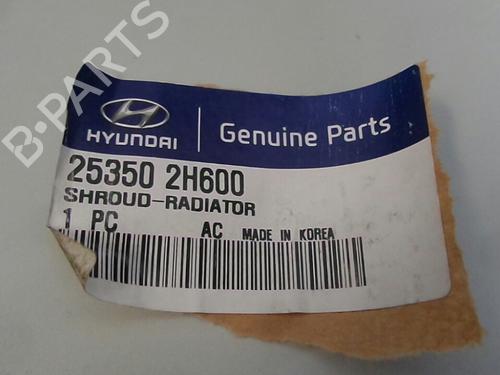 B-PARTS
HYUNDAI
Genuine Parts
25350 2H600
SHROUD-RADIATOR
1 PC AC MADE IN KOREA